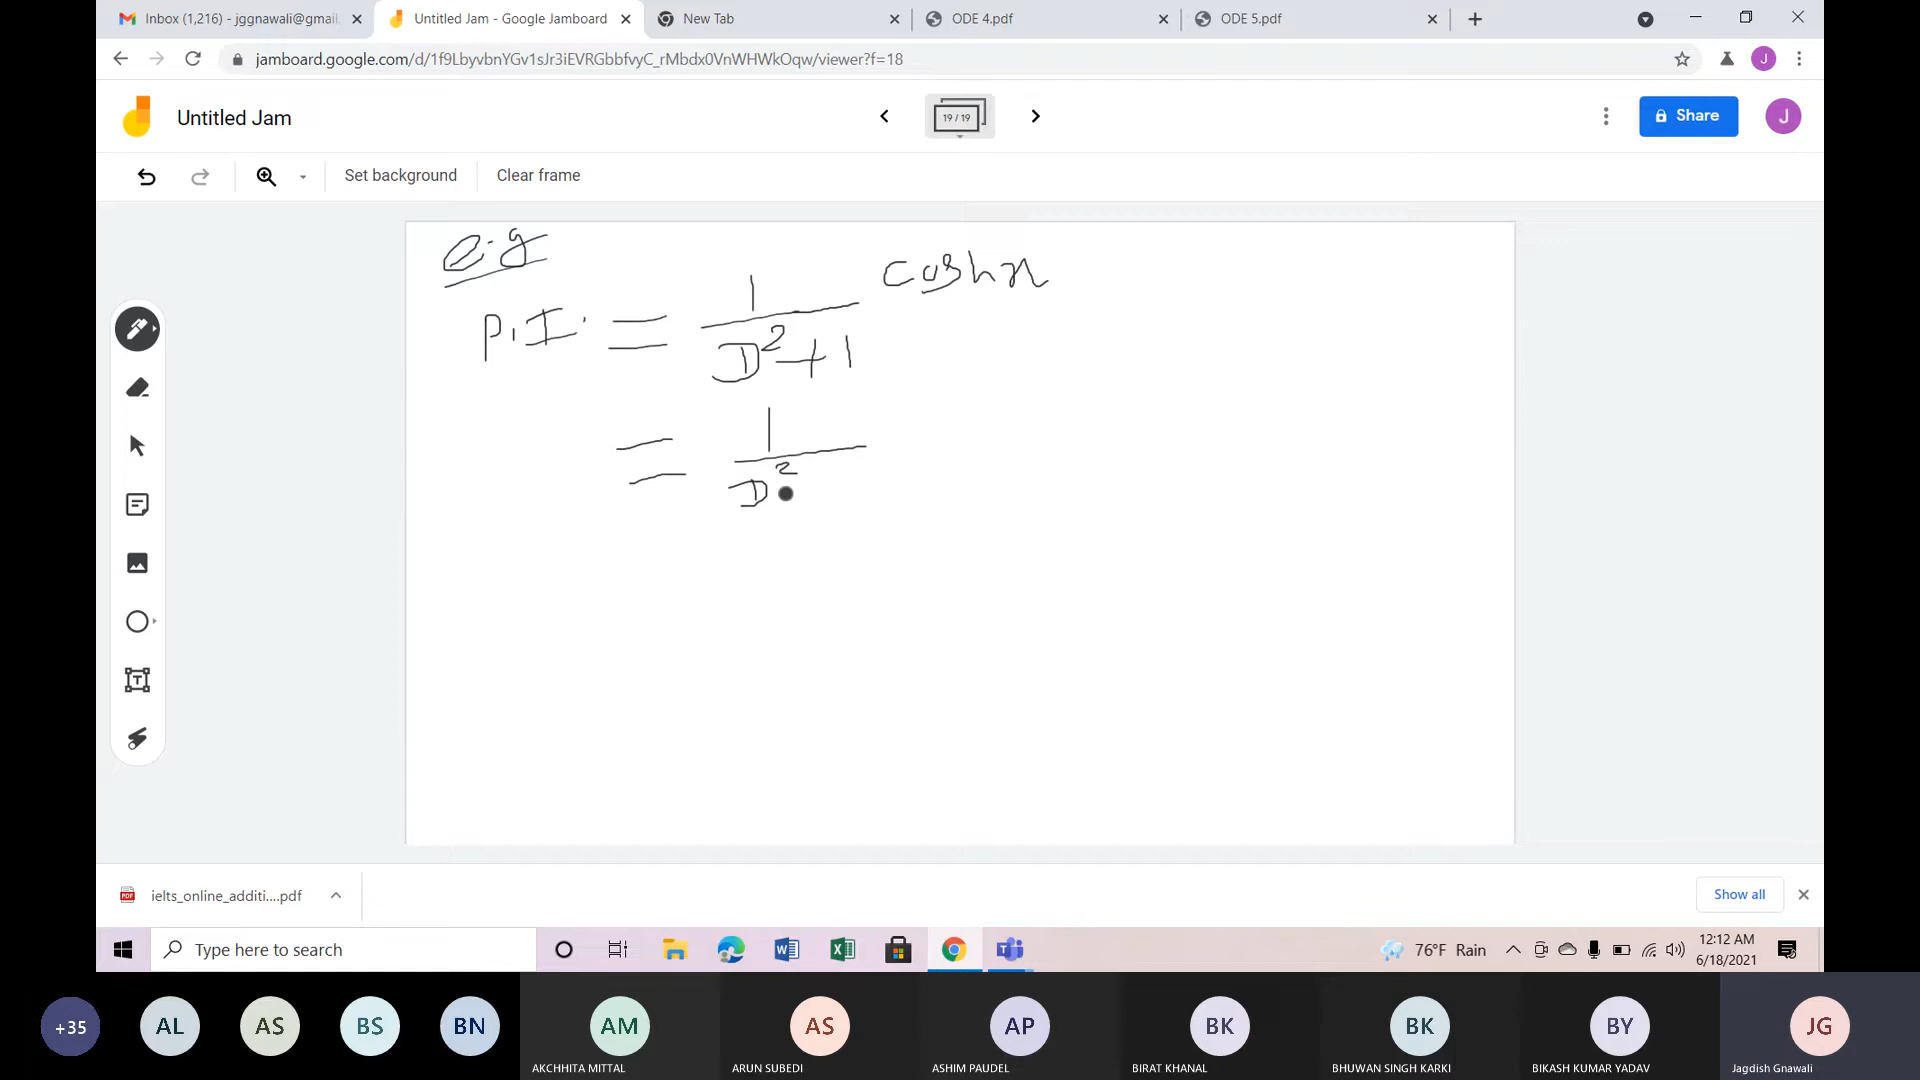 Inbox (1,216) - jggnawali@gmai
Untitled Jam - Google Jamboard
New Tab
ODE 4.pdf
ODE 5.pdf
jamboard.google.com/d/1f9LbyvbnYGv1sJr3iEVRGbbfvyC_rMbdx0VnWHWkOqw/viewer?f=18
J
Untitled Jam
19 / 19
Share
J
Set background
Clear frame
e.g
P.I. = 1/(D²+1) coshx
= 1/D²
ielts_online_additi....pdf
Show all
Type here to search
76°F Rain
12:12 AM
6/18/2021
+35
AL
AS
BS
BN
AM
AS
AP
BK
BK
BY
JG
AKCHHITA MITTAL
ARUN SUBEDI
ASHIM PAUDEL
BIRAT KHANAL
BHUWAN SINGH KARKI
BIKASH KUMAR YADAV
Jagdish Gnawali